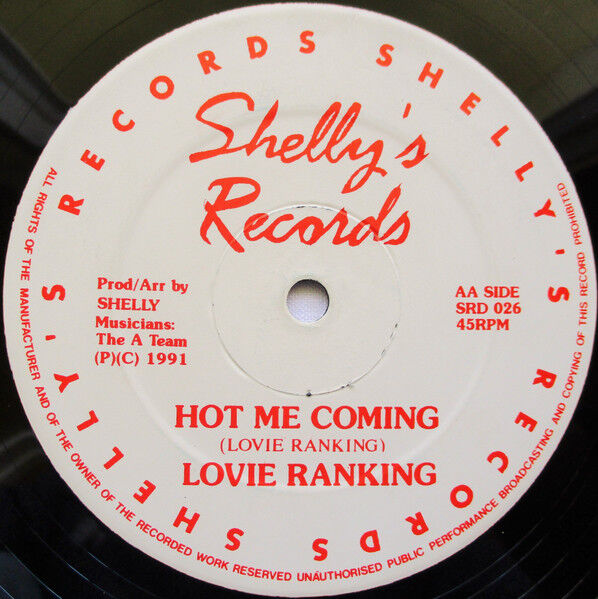 SHELLY'S RECORDS SHELLY'S RECORDS
Shelly's
Records
Prod/Arr by
SHELLY
Musicians:
The A Team
(P)(C) 1991
AA SIDE
SRD 026
45RPM
HOT ME COMING
(LOVIE RANKING)
LOVIE RANKING
ALL RIGHTS OF THE MANUFACTURER AND OF THE OWNER OF THE RECORDED WORK RESERVED UNAUTHORISED PUBLIC PERFORMANCE BROADCASTING AND COPYING OF THIS RECORD PROHIBITED